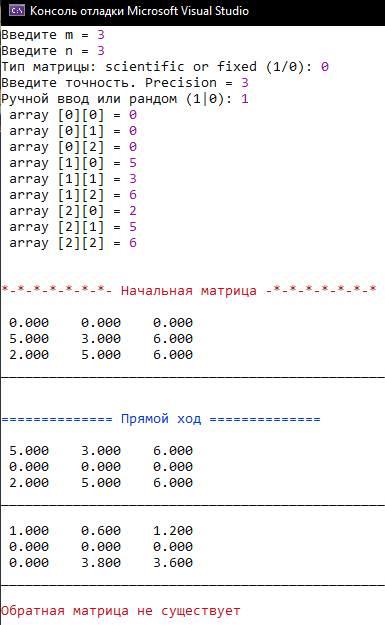 Консоль отладки Microsoft Visual Studio
Введите m = 3
Введите n = 3
Тип матрицы: scientific or fixed (1/0): 0
Введите точность. Precision = 3
Ручной ввод или рандом (1|0): 1
array [0][0] = 0
array [0][1] = 0
array [0][2] = 0
array [1][0] = 5
array [1][1] = 3
array [1][2] = 6
array [2][0] = 2
array [2][1] = 5
array [2][2] = 6
*-*-*-*-*-*-*- Начальная матрица -*-*-*-*-*-*-*
0.000 0.000 0.000
5.000 3.000 6.000
2.000 5.000 6.000
============== Прямой ход ==============
5.000 3.000 6.000
0.000 0.000 0.000
2.000 5.000 6.000
1.000 0.600 1.200
0.000 0.000 0.000
0.000 3.800 3.600
Обратная матрица не существует